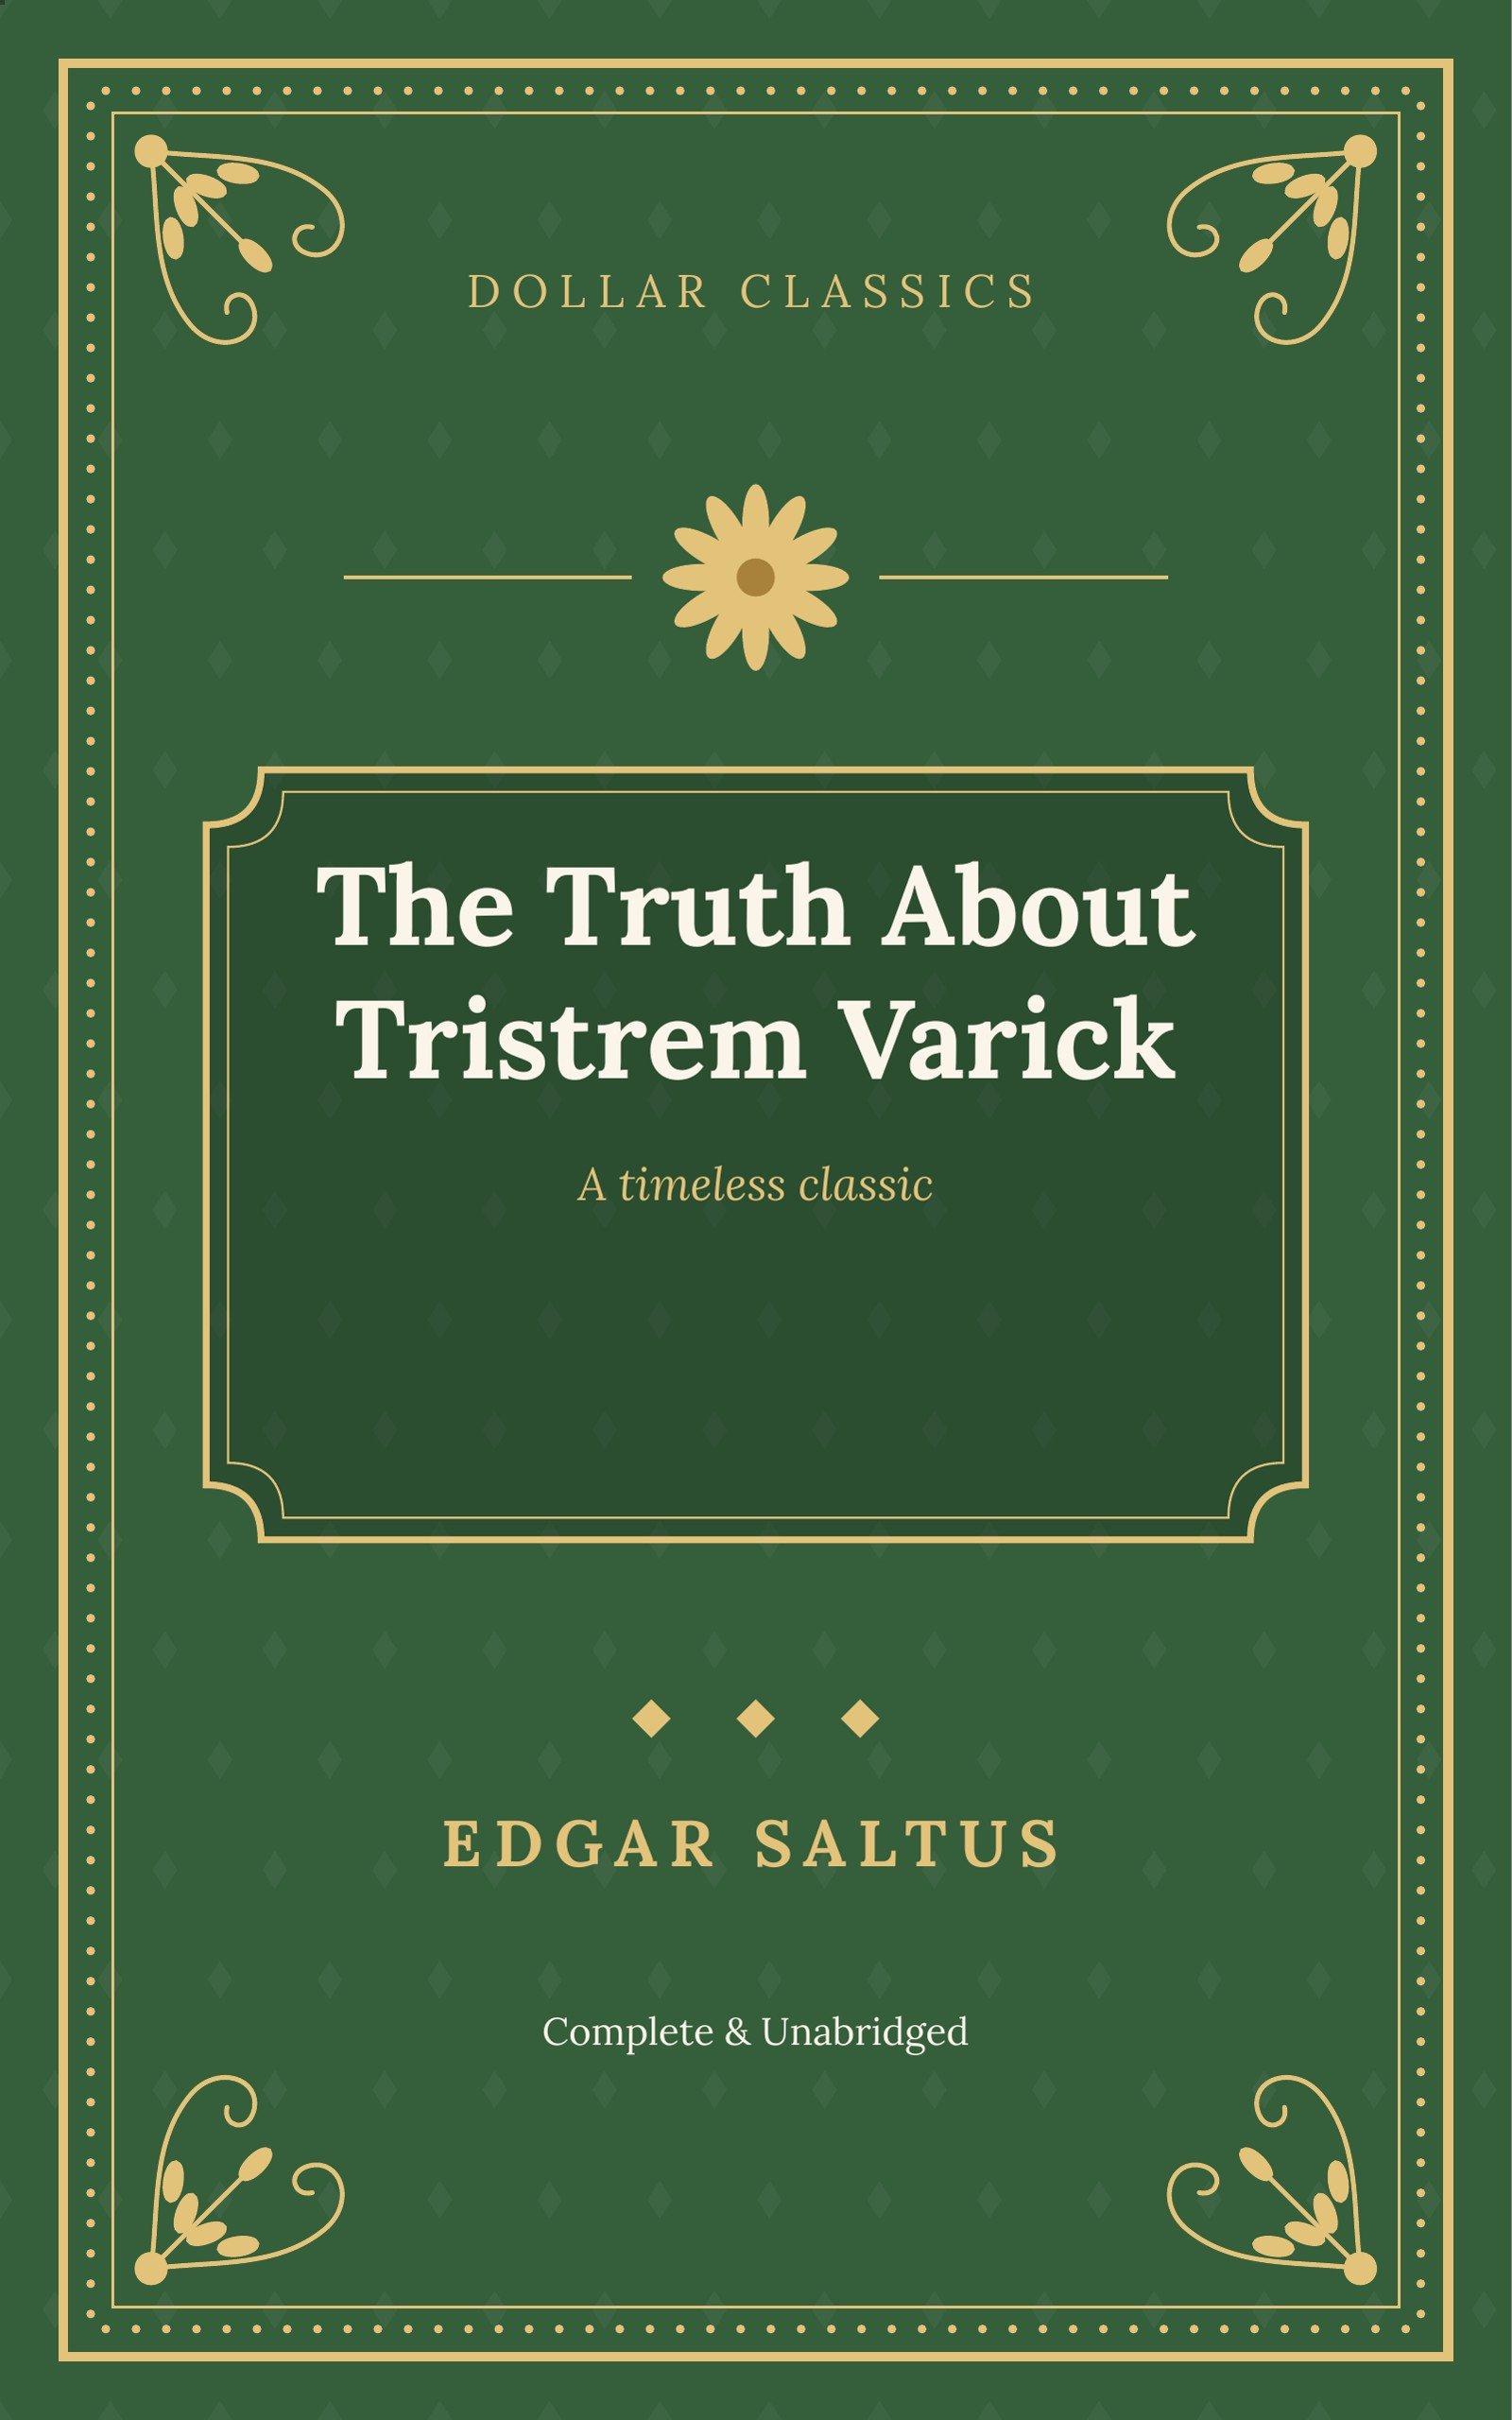 DOLLAR CLASSICS
The Truth About
Tristrem Varick
A timeless classic
EDGAR SALTUS
Complete & Unabridged